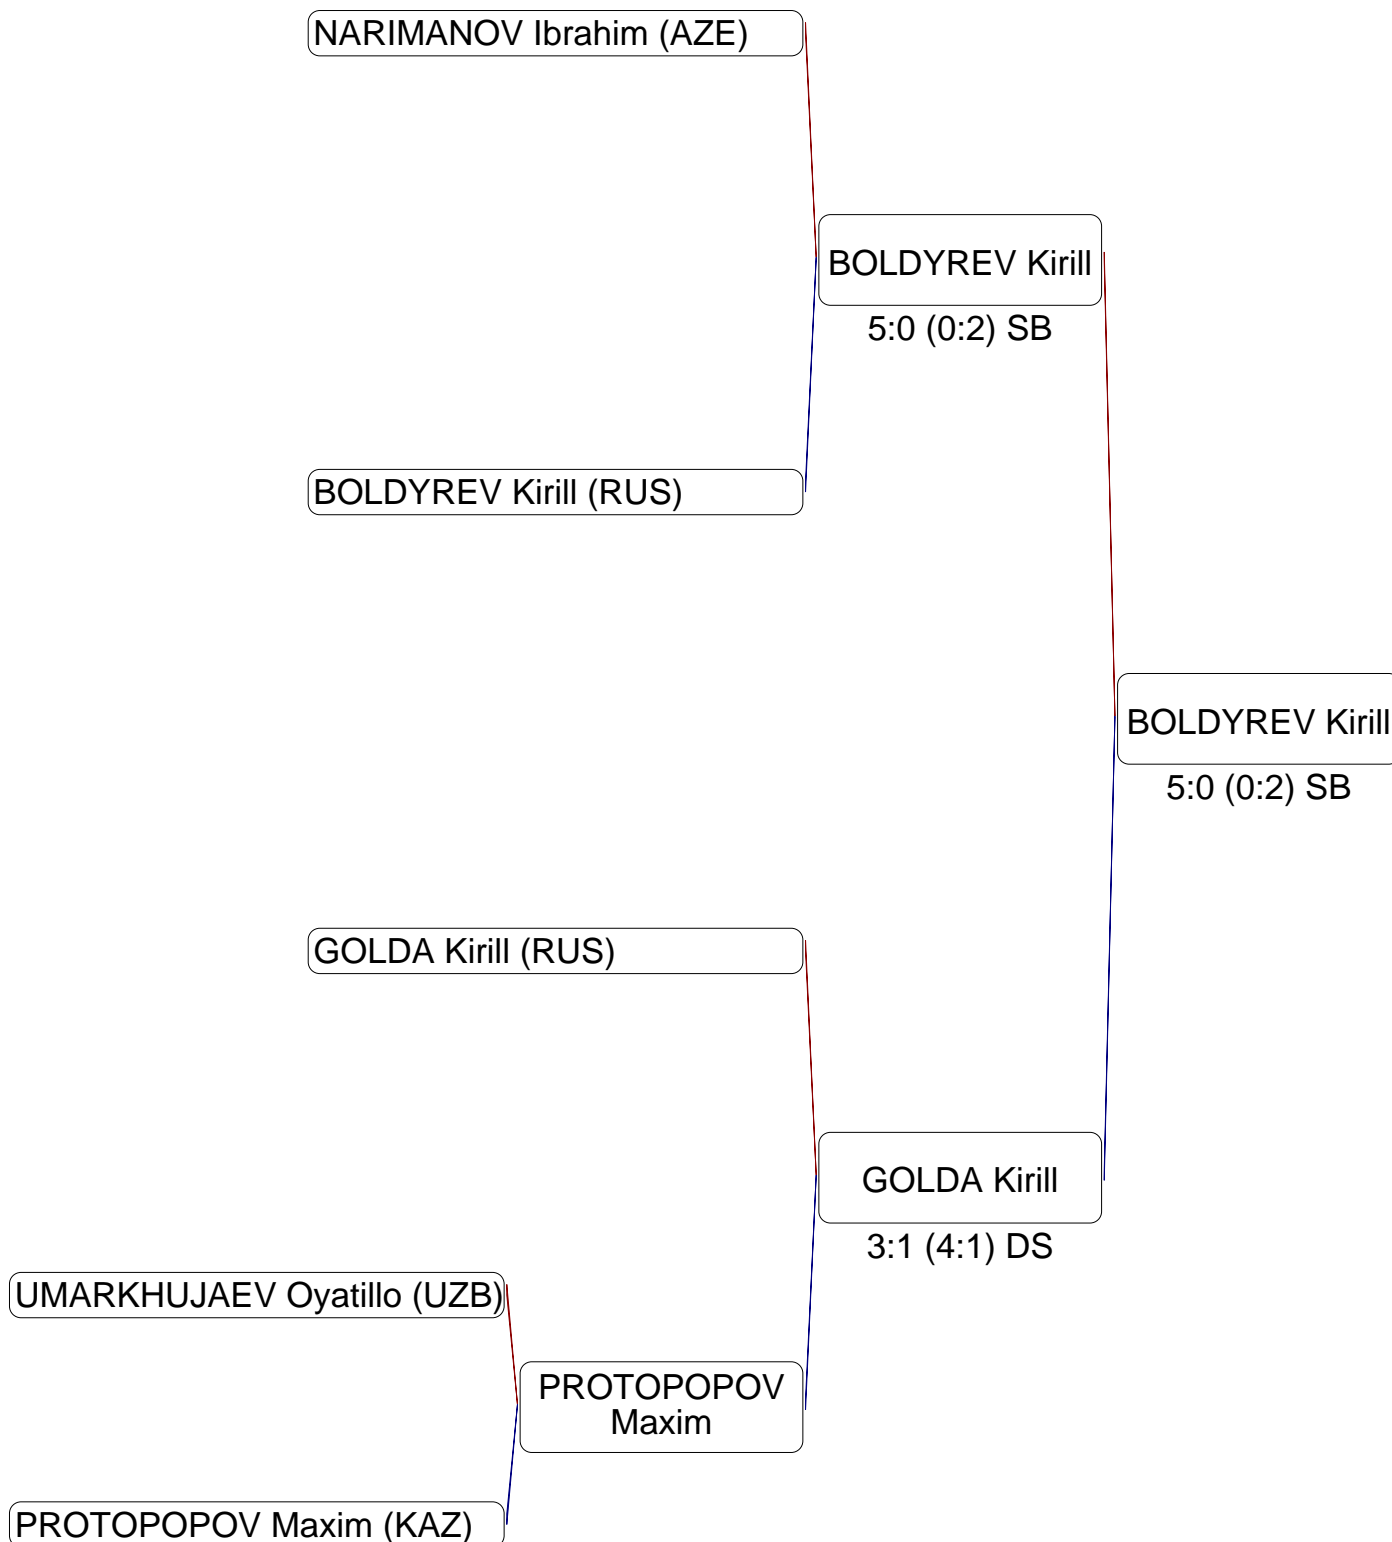 NARIMANOV Ibrahim (AZE)
BOLDYREV Kirill
5:0 (0:2) SB
BOLDYREV Kirill (RUS)
BOLDYREV Kirill
5:0 (0:2) SB
GOLDA Kirill (RUS)
GOLDA Kirill
3:1 (4:1) DS
UMARKHUJAEV Oyatillo (UZB)
PROTOPOPOV
Maxim
PROTOPOPOV Maxim (KAZ)